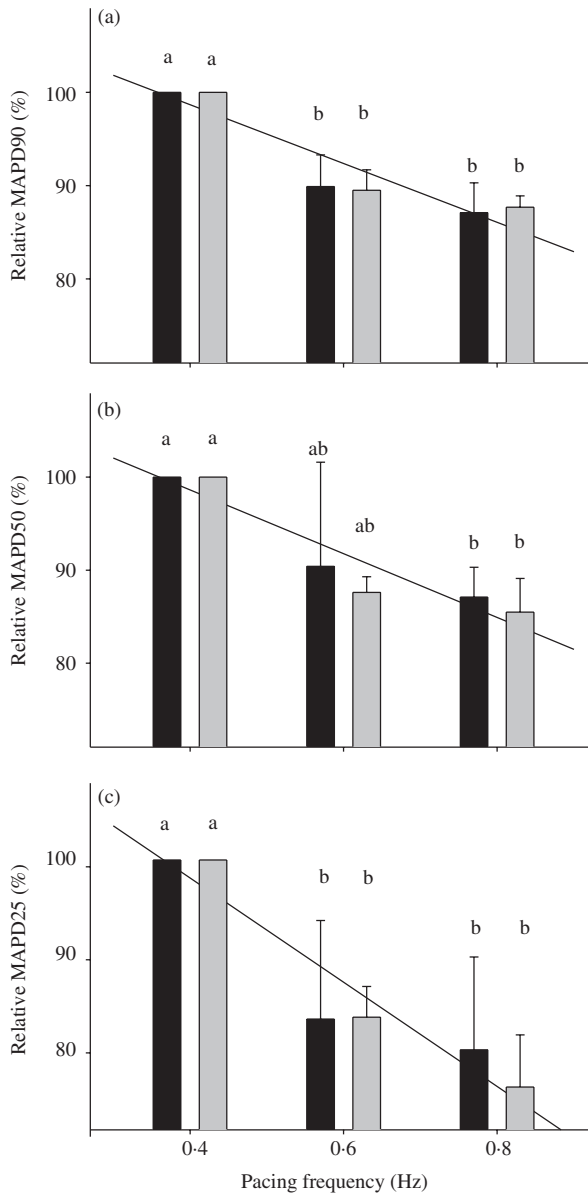 (a)
a a
b b
b b
100
90
80
Relative MAPD90 (%)
(b)
a a
ab
ab
b b
100
90
80
Relative MAPD50 (%)
(c)
a a
b b
b b
100
90
80
Relative MAPD25 (%)
0·4 0·6 0·8
Pacing frequency (Hz)